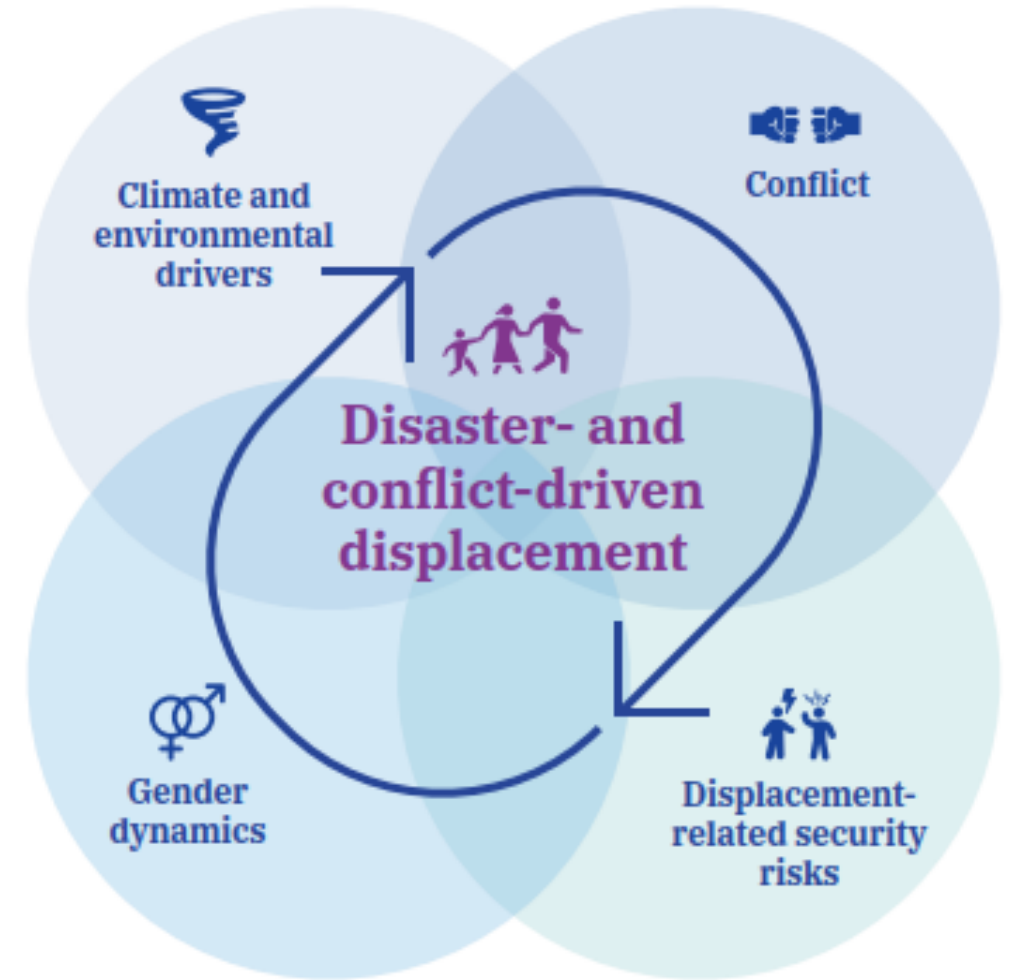 Climate and
environmental
drivers
Conflict
Disaster- and
conflict-driven
displacement
Gender
dynamics
Displacement-
related security
risks